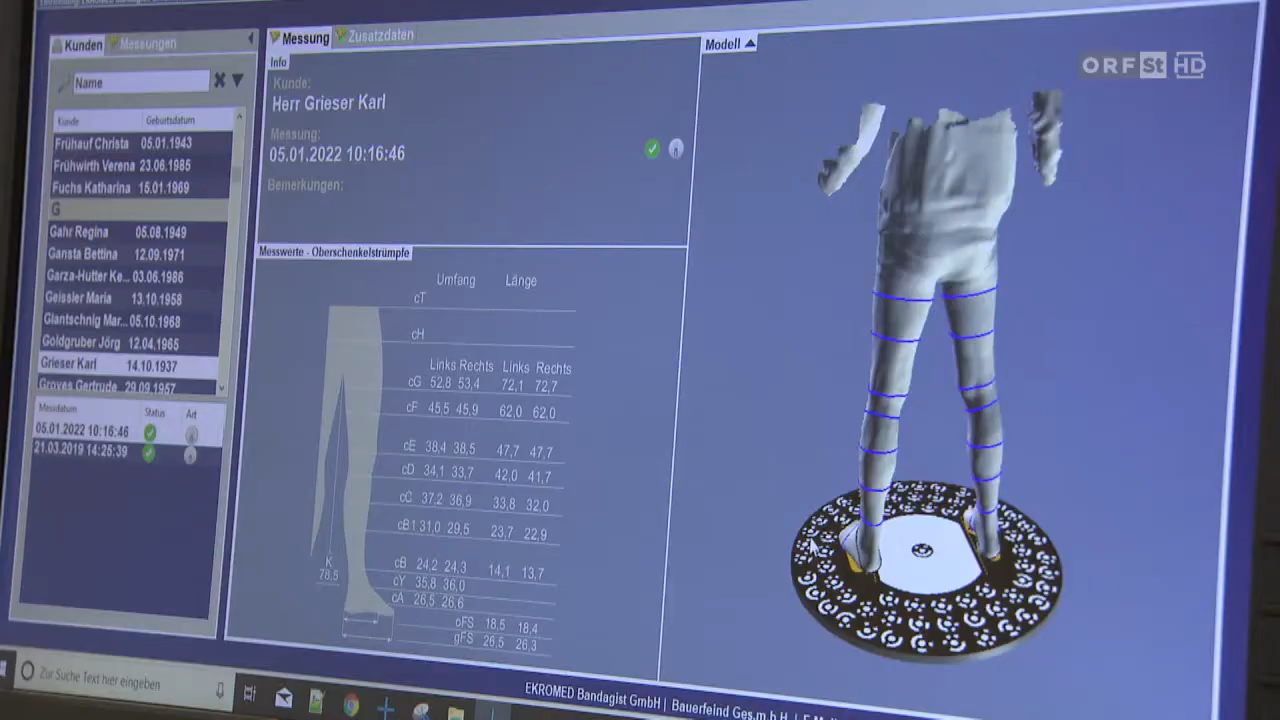 Kunden
Messungen
Name
Kunde Geburtsdatum
Frühauf Christa 05.01.1943
Frühwirth Verena 23.06.1985
Fuchs Katharina 15.01.1969
G
Gahr Regina 05.08.1949
Gansta Bettina 12.09.1971
Garza-Hutter Ke... 03.06.1986
Geissler Maria 13.10.1958
Glantschnig Mar... 05.10.1968
Goldgruber Jörg 12.04.1965
Grieser Karl 14.10.1937
Groves Gertrude 29.09.1957
Messdatum Status Art
05.01.2022 10:16:46
21.03.2019 14:25:39
Messung
Zusatzdaten
Info
Kunde:
Herr Grieser Karl
Messung:
05.01.2022 10:16:46
Bemerkungen:
Messwerte - Oberschenkelstrümpfe
Umfang Länge
cT
cH
Links Rechts Links Rechts
cG 52,8 53,4 72,1 72,7
cF 45,5 45,9 62,0 62,0
cE 38,4 38,5 47,7 47,7
cD 34,1 33,7 42,0 41,7
cC 37,2 36,9 33,8 32,0
cB1 31,0 29,5 23,7 22,9
cB 24,2 24,3 14,1 13,7
cY 35,8 36,0
cA 26,5 26,6
oFS 18,5 18,4
gFS 26,5 26,3
K
78,5
Modell
ORF St HD
Zur Suche Text hier eingeben
EKROMED Bandagist GmbH | Bauerfeind Ges.m.b.H. |